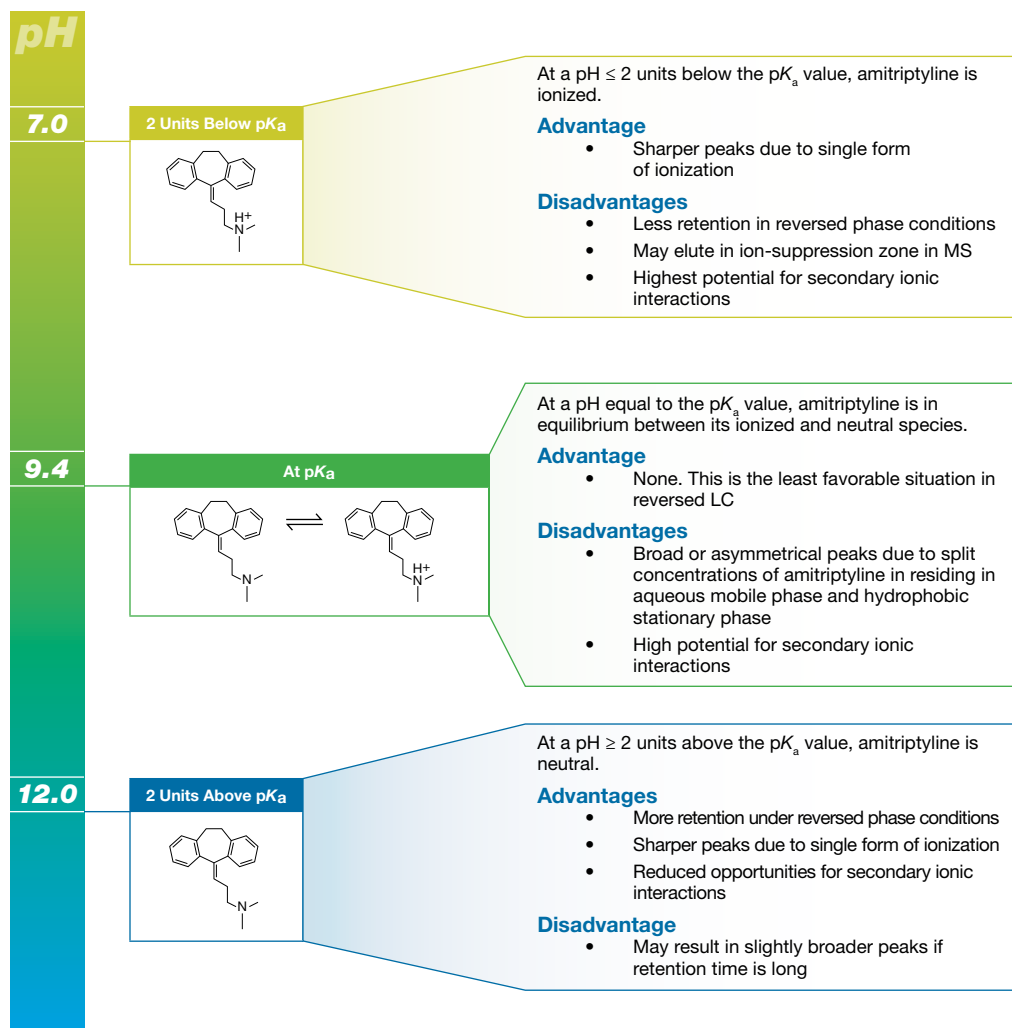 pH
7.0
2 Units Below pKa
H+
N
At a pH ≤ 2 units below the pKa value, amitriptyline is
ionized.
Advantage
• Sharper peaks due to single form
of ionization
Disadvantages
• Less retention in reversed phase conditions
• May elute in ion-suppression zone in MS
• Highest potential for secondary ionic
interactions
9.4
At pKa
N
H+
N
At a pH equal to the pKa value, amitriptyline is in
equilibrium between its ionized and neutral species.
Advantage
• None. This is the least favorable situation in
reversed LC
Disadvantages
• Broad or asymmetrical peaks due to split
concentrations of amitriptyline in residing in
aqueous mobile phase and hydrophobic
stationary phase
• High potential for secondary ionic
interactions
12.0
2 Units Above pKa
N
At a pH ≥ 2 units above the pKa value, amitriptyline is
neutral.
Advantages
• More retention under reversed phase conditions
• Sharper peaks due to single form of ionization
• Reduced opportunities for secondary ionic
interactions
Disadvantage
• May result in slightly broader peaks if
retention time is long